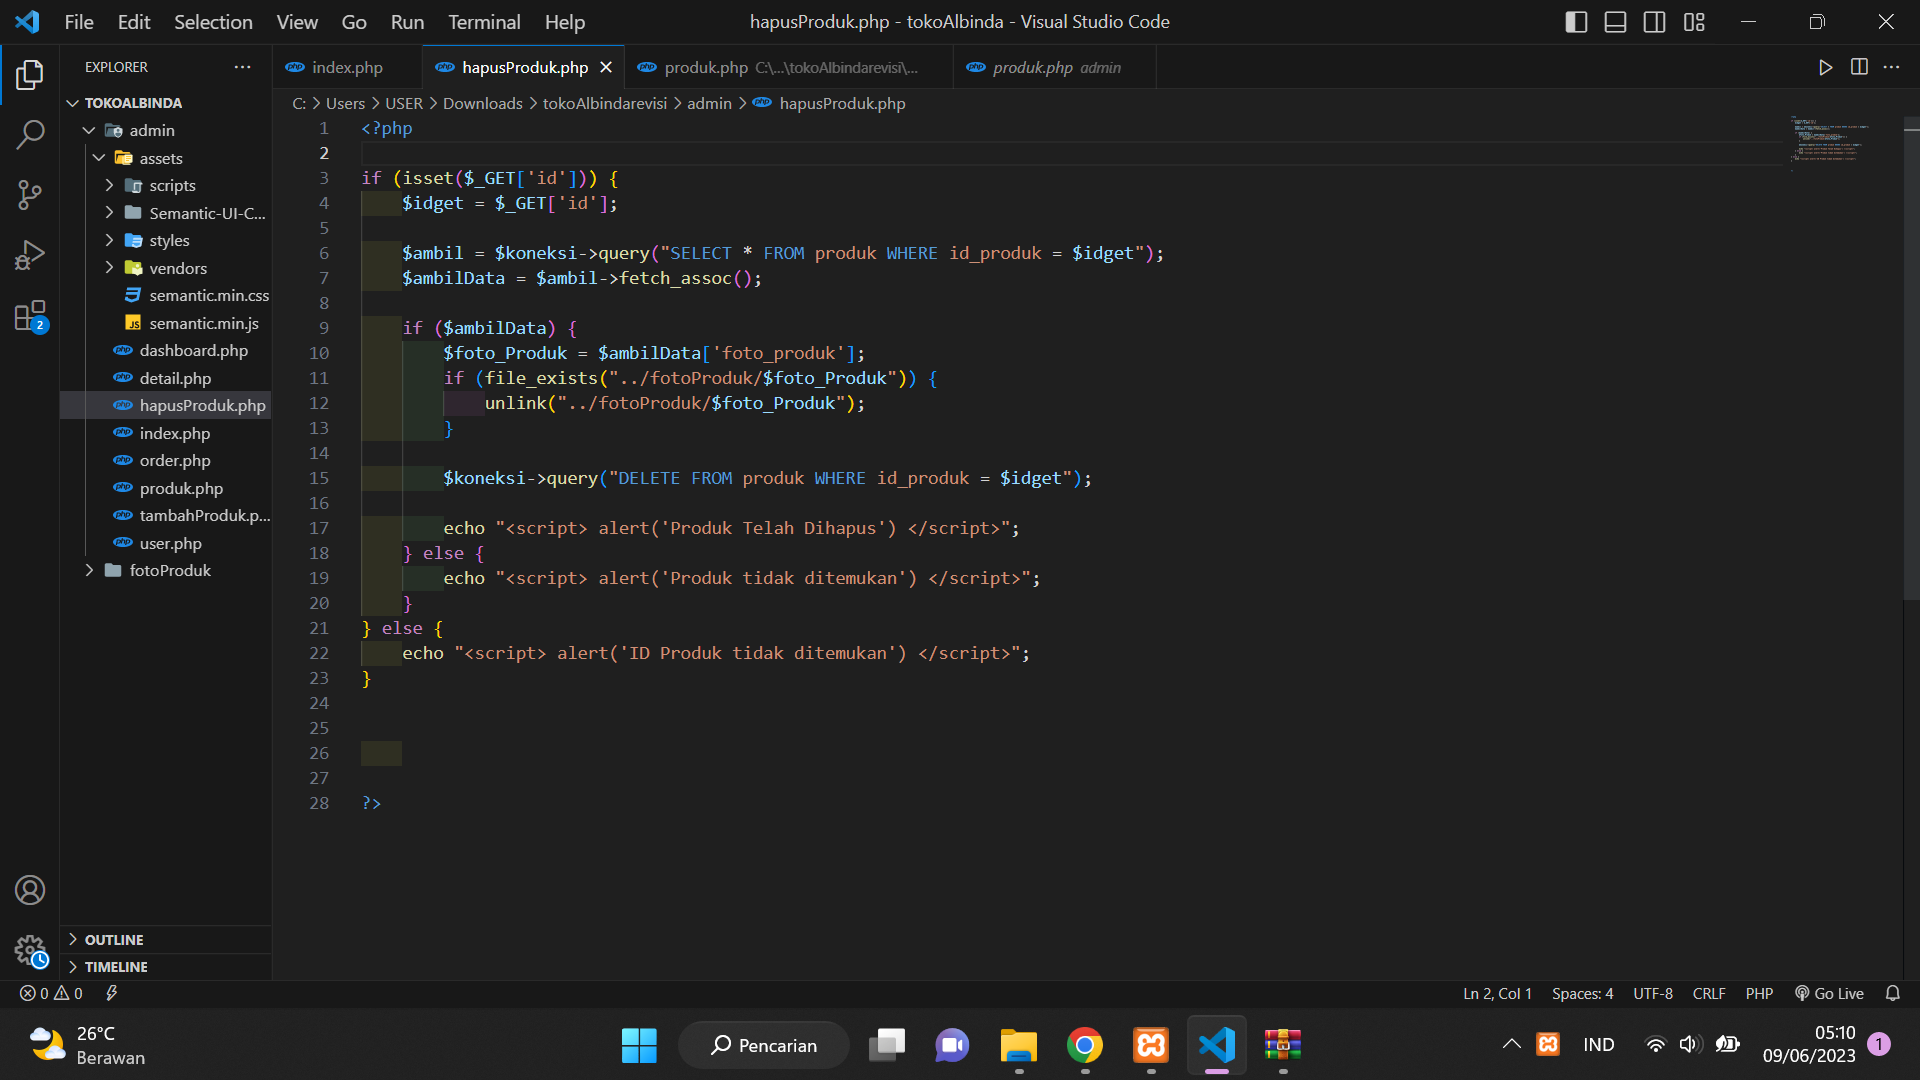 File Edit Selection View Go Run Terminal Help
hapusProduk.php - tokoAlbinda - Visual Studio Code
EXPLORER
index.php
hapusProduk.php
produk.php C:\...\tokoAlbindarevisi\...
produk.php admin
C: > Users > USER > Downloads > tokoAlbindarevisi > admin > hapusProduk.php
TOKOALBINDA
admin
assets
scripts
Semantic-UI-C...
styles
vendors
semantic.min.css
semantic.min.js
dashboard.php
detail.php
hapusProduk.php
index.php
order.php
produk.php
tambahProduk.p...
user.php
fotoProduk
OUTLINE
TIMELINE
2
1 <?php
2
3 if (isset($_GET['id'])) {
4     $idget = $_GET['id'];
5
6     $ambil = $koneksi->query("SELECT * FROM produk WHERE id_produk = $idget");
7     $ambilData = $ambil->fetch_assoc();
8
9     if ($ambilData) {
10         $foto_Produk = $ambilData['foto_produk'];
11         if (file_exists("../fotoProduk/$foto_Produk")) {
12             unlink("../fotoProduk/$foto_Produk");
13         }
14
15         $koneksi->query("DELETE FROM produk WHERE id_produk = $idget");
16
17         echo "<script> alert('Produk Telah Dihapus') </script>";
18     } else {
19         echo "<script> alert('Produk tidak ditemukan') </script>";
20     }
21 } else {
22     echo "<script> alert('ID Produk tidak ditemukan') </script>";
23 }
24
25
26
27
28 ?>
0 0
Ln 2, Col 1 Spaces: 4 UTF-8 CRLF PHP Go Live
26°C
Berawan
Pencarian
IND
05:10
09/06/2023
1